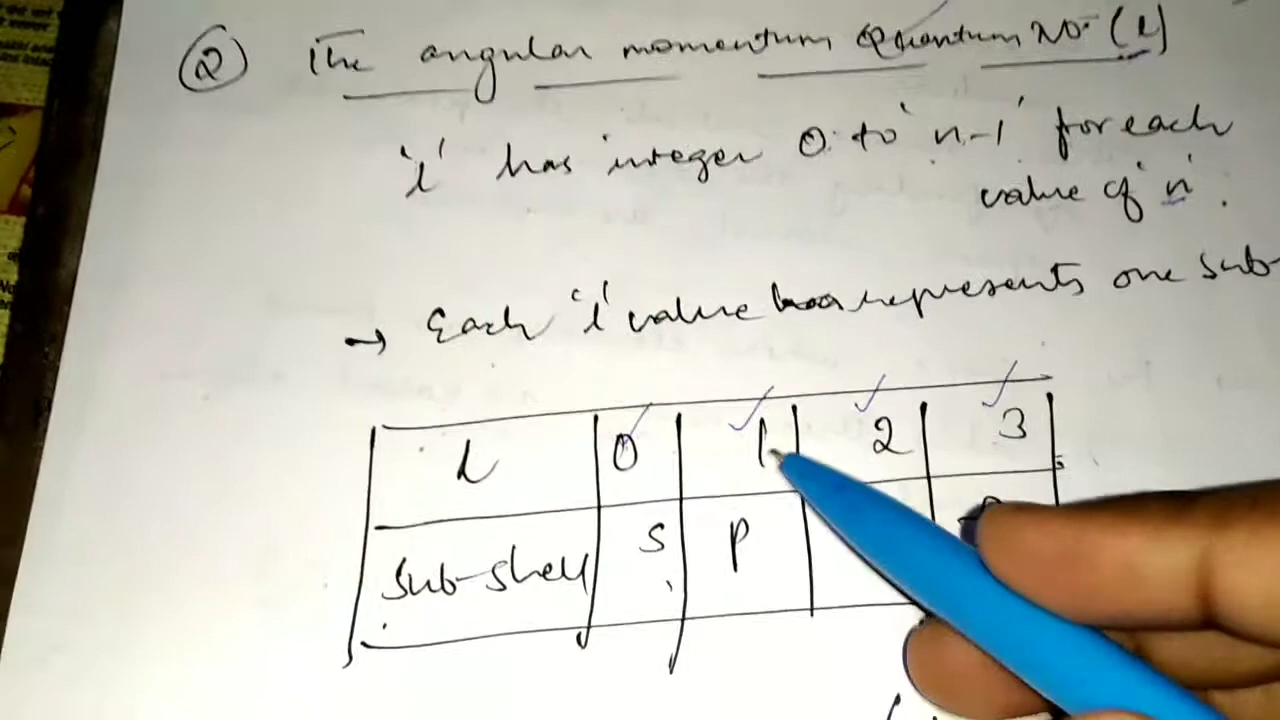 ② The angular momentum Quantum No. (l)
'l' has integer 0 to 'n-1' for each
value of 'n'.
→ Each 'l' value represents one sub-
l 0 1 2 3
Sub-shell s p